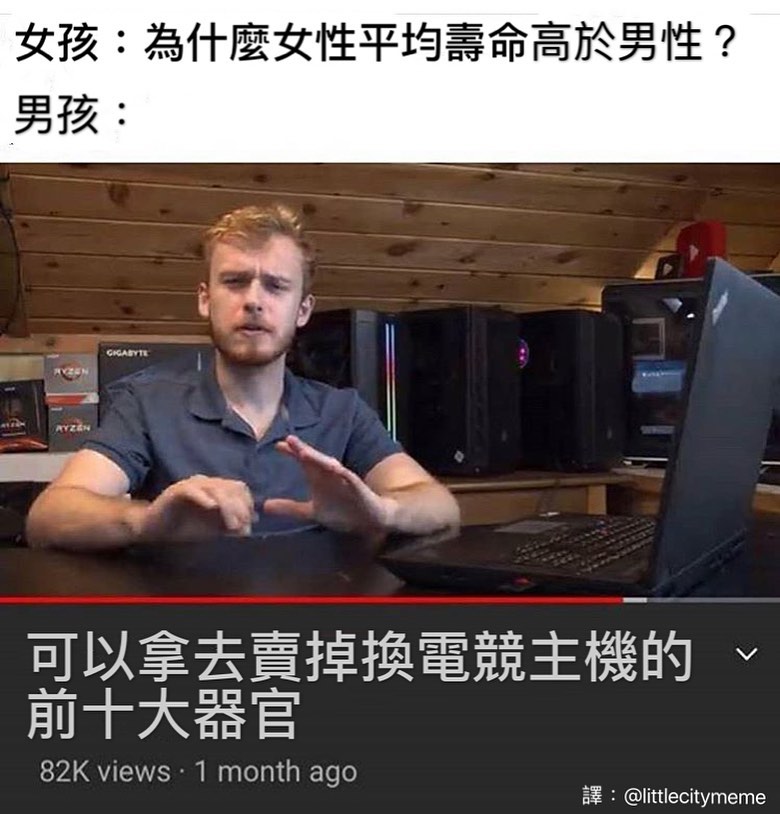 女孩：為什麼女性平均壽命高於男性？
男孩：
GIGABYTE
RYZEN
RYZEN
RYZEN
可以拿去賣掉換電競主機的
前十大器官
82K views · 1 month ago
譯：@littlecitymeme